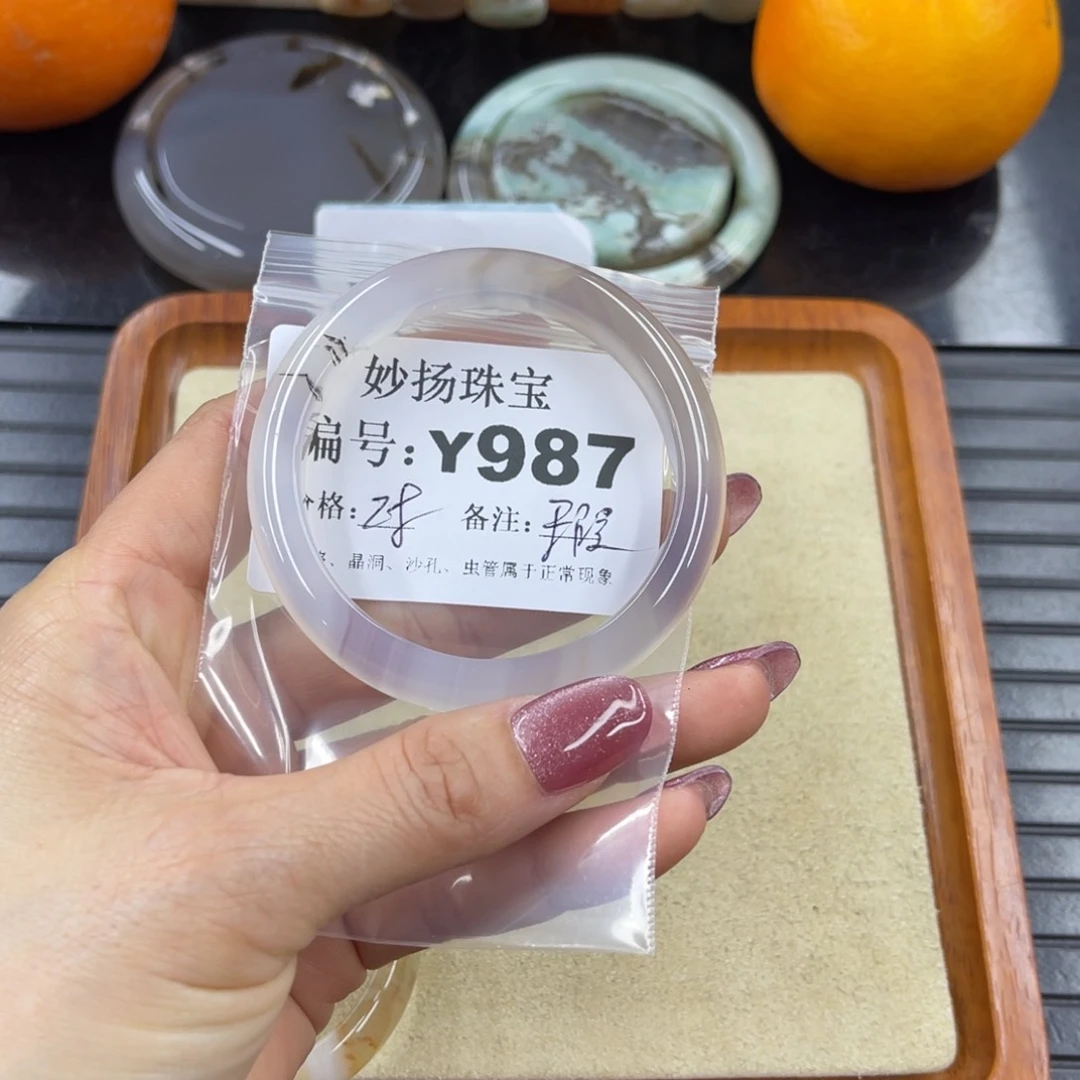 妙扬珠宝
编号:Y987
价格: 备注:
、晶洞、沙孔、虫管属于正常现象